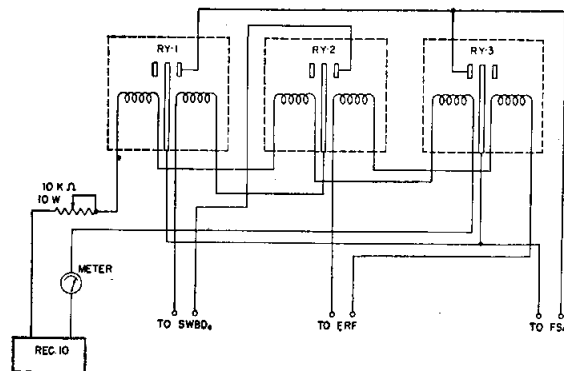 RY-1
RY-2
RY-3
10 K Ω
10 W
METER
REC. 10
TO SWBD.
TO ERF
TO FS.